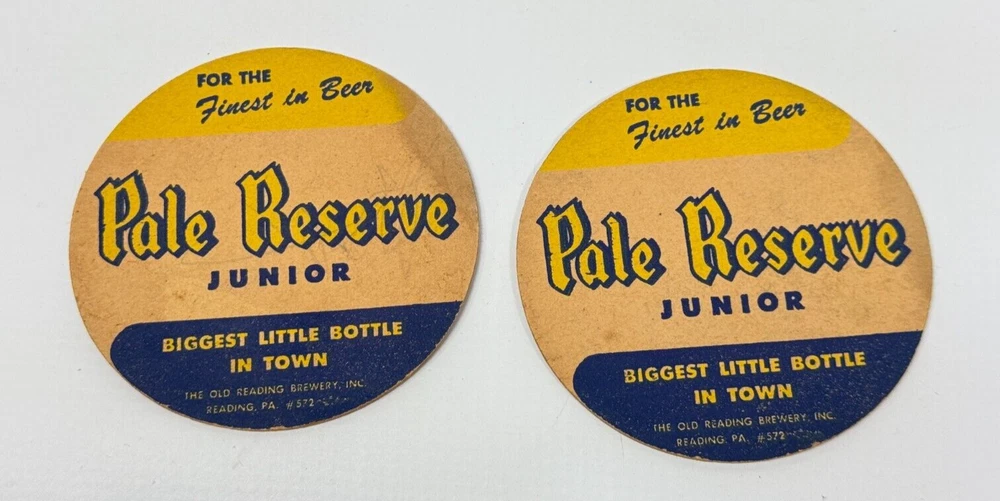 FOR THE
Finest in Beer
Pale Reserve
JUNIOR
BIGGEST LITTLE BOTTLE
IN TOWN
THE OLD READING BREWERY, INC.
READING, PA. #572
FOR THE
Finest in Beer
Pale Reserve
JUNIOR
BIGGEST LITTLE BOTTLE
IN TOWN
THE OLD READING BREWERY, INC.
READING, PA. #572